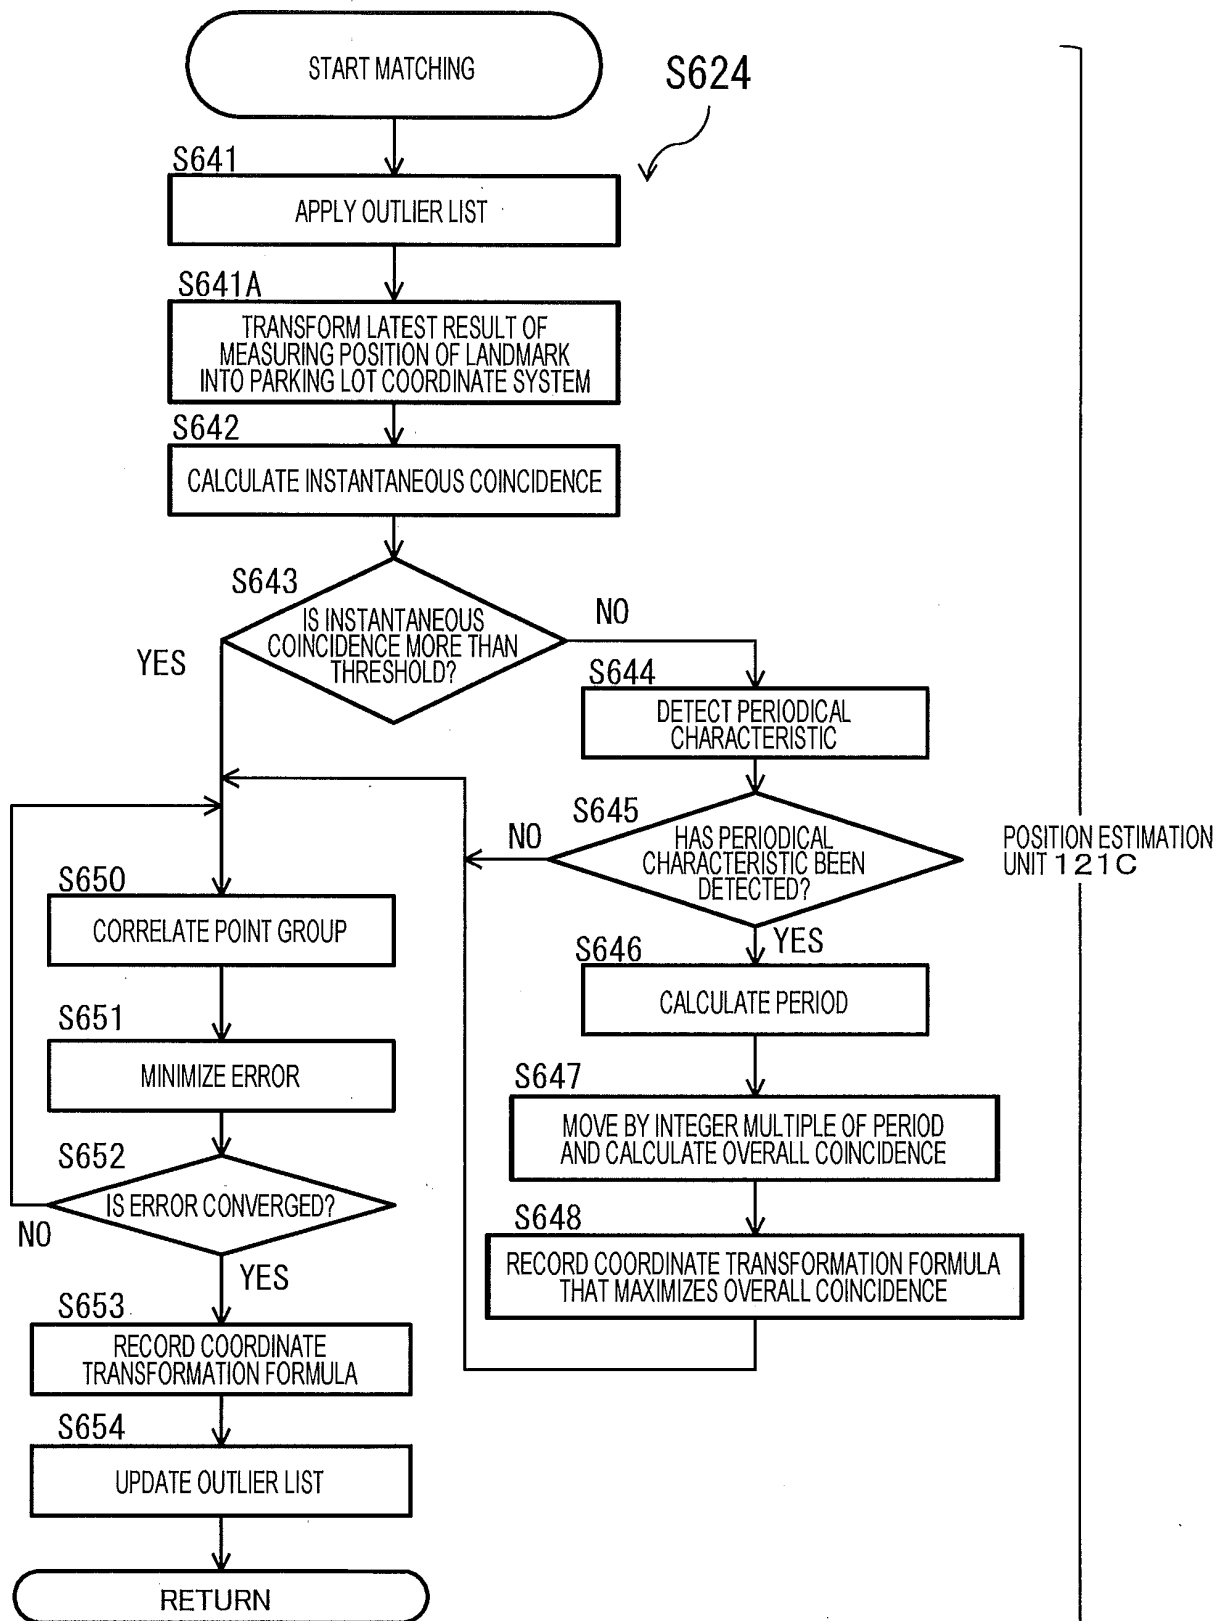 START MATCHING
S624
S641
APPLY OUTLIER LIST
S641A
TRANSFORM LATEST RESULT OF
MEASURING POSITION OF LANDMARK
INTO PARKING LOT COORDINATE SYSTEM
S642
CALCULATE INSTANTANEOUS COINCIDENCE
S643
IS INSTANTANEOUS
COINCIDENCE MORE THAN
THRESHOLD?
NO
YES
S644
DETECT PERIODICAL
CHARACTERISTIC
S645
NO
HAS PERIODICAL
CHARACTERISTIC BEEN
DETECTED?
YES
POSITION ESTIMATION
UNIT 121C
S646
CALCULATE PERIOD
S647
MOVE BY INTEGER MULTIPLE OF PERIOD
AND CALCULATE OVERALL COINCIDENCE
S648
RECORD COORDINATE TRANSFORMATION FORMULA
THAT MAXIMIZES OVERALL COINCIDENCE
S650
CORRELATE POINT GROUP
S651
MINIMIZE ERROR
S652
IS ERROR CONVERGED?
NO
YES
S653
RECORD COORDINATE
TRANSFORMATION FORMULA
S654
UPDATE OUTLIER LIST
RETURN